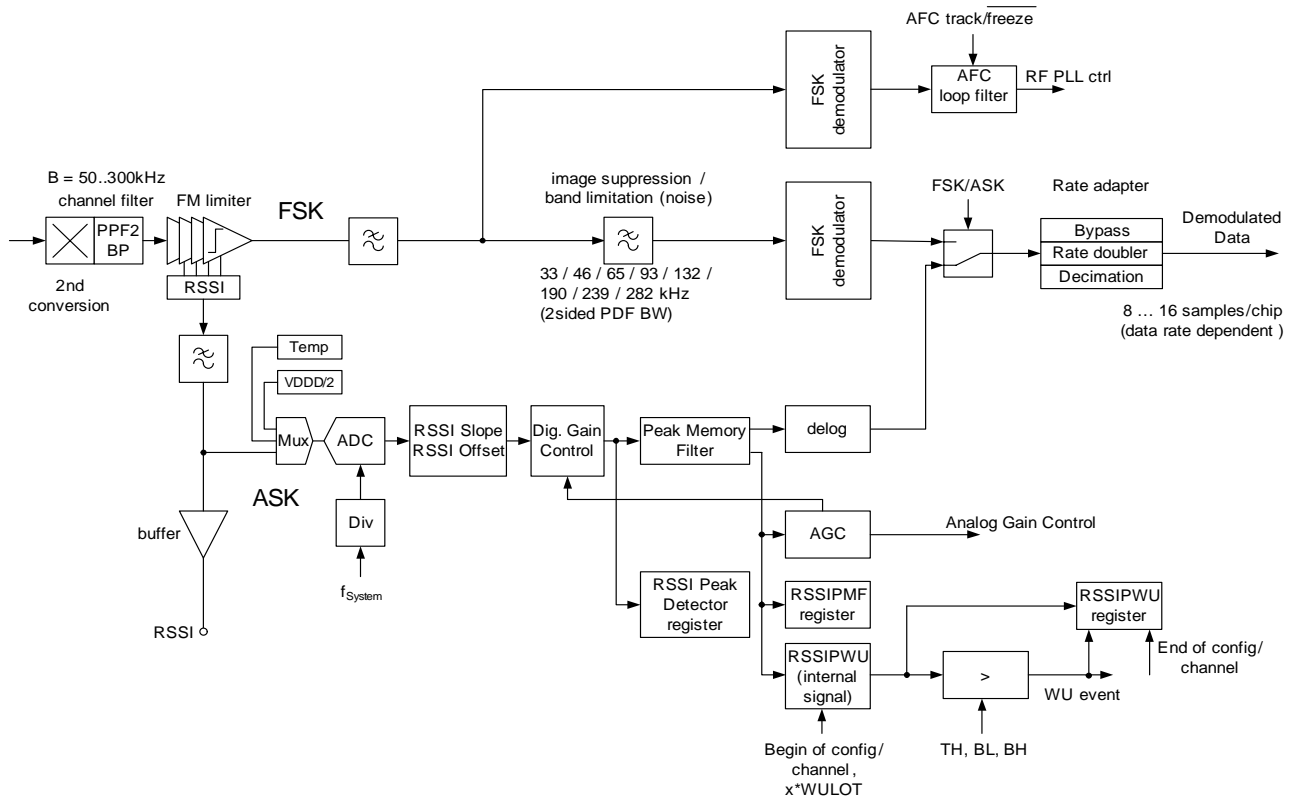 AFC track/freeze
AFC
loop filter
RF PLL ctrl
FSK
demodulator
B = 50..300kHz
channel filter
FM limiter
FSK
PPF2
BP
2nd
conversion
RSSI
image suppression /
band limitation (noise)
33 / 46 / 65 / 93 / 132 /
190 / 239 / 282 kHz
(2sided PDF BW)
FSK
demodulator
FSK/ASK
Rate adapter
Bypass
Rate doubler
Decimation
Demodulated
Data
8 ... 16 samples/chip
(data rate dependent )
Temp
VDDD/2
Mux
ADC
RSSI Slope
RSSI Offset
Dig. Gain
Control
Peak Memory
Filter
delog
ASK
Div
fSystem
buffer
RSSI
AGC
Analog Gain Control
RSSI Peak
Detector
register
RSSIPMF
register
RSSIPWU
(internal
signal)
Begin of config/
channel ,
x*WULOT
>
TH, BL, BH
WU event
RSSIPWU
register
End of config/
channel